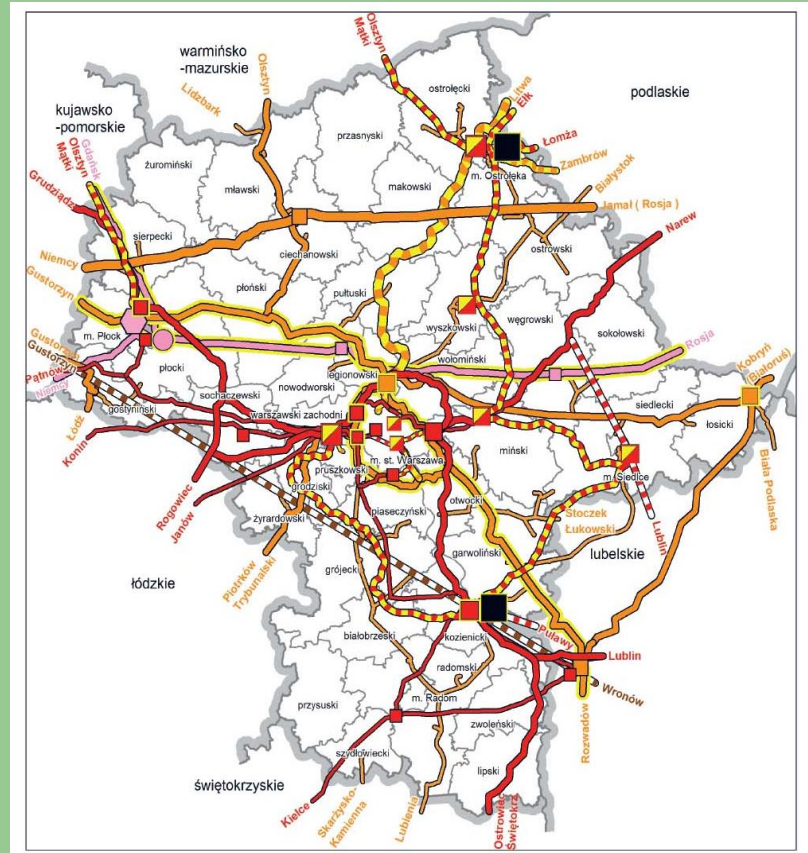 warmińsko
-mazurskie
Olsztyn
Mątki
Olsztyn
Lidzbark
ostrołęcki
Litwa
Ełk
podlaskie
kujawsko
-pomorskie
przasnyski
Łomża
Zambrów
m. Ostrołęka
Gdańsk
Olsztyn
Mątki
Grudziądz
żuromiński
mławski
makowski
Białystok
Jamał ( Rosja )
Narew
sierpecki
ciechanowski
ostrowski
Niemcy
Gustorzyn
płoński
pułtuski
wyszkowski
węgrowski
sokołowski
m. Płock
Rosja
wołomiński
legionowski
Gustorzyn
Gustorzyn
Pątnów
Niemcy
płocki
nowodworski
sochaczewski
Kobryń
(Białoruś)
gostyniński
warszawski zachodni
siedlecki
łosicki
Łódź
Konin
m. st. Warszawa
miński
m. Siedlce
pruszkowski
grodziski
Biała Podlaska
Rogowiec
Janów
otwocki
piaseczyński
Stoczek
Łukowski
Lublin
żyrardowski
garwoliński
lubelskie
Piotrków
Trybunalski
grójecki
łódzkie
białobrzeski
kozienicki
Puławy
Lublin
radomski
Wronów
przysuski
m. Radom
zwoleński
Rozwadów
szydłowiecki
lipski
świętokrzyskie
Kielce
Skarżysko-
Kamienna
Lubienia
Ostrowiec
Świętokrz.